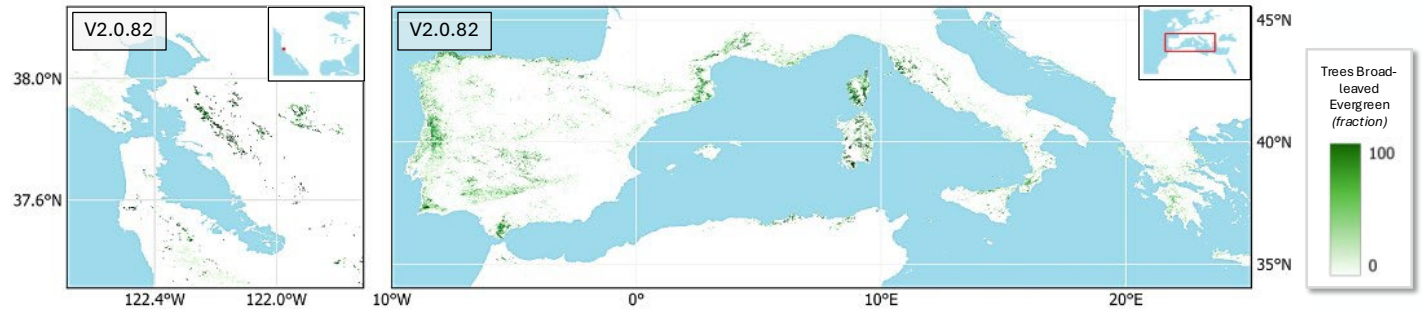 V2.0.82
38.0°N
37.6°N
122.4°W
122.0°W
V2.0.82
45°N
40°N
35°N
10°W
0°
10°E
20°E
Trees Broad-
leaved
Evergreen
(fraction)
100
0